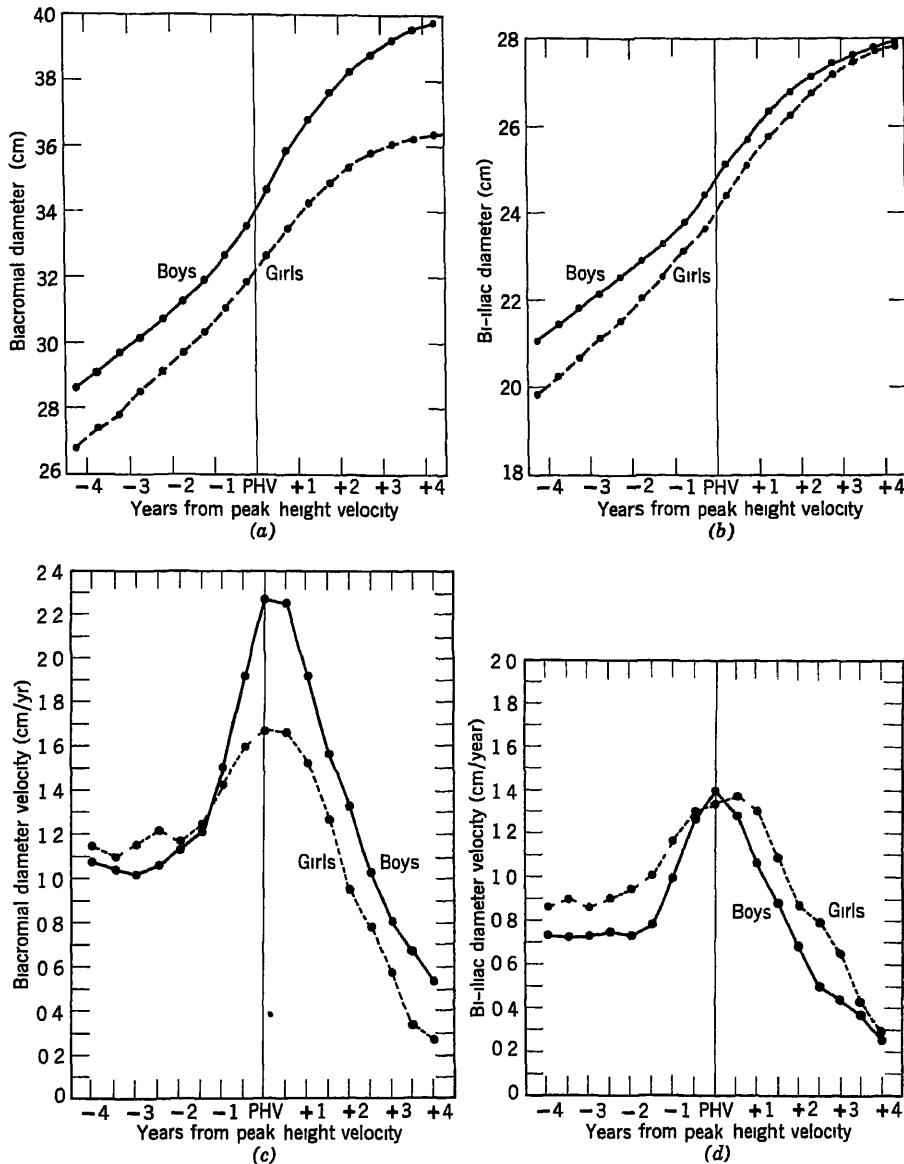 40
38
36
34
32
30
28
26
Biacromial diameter (cm)
Boys
Girls
−4 −3 −2 −1 PHV +1 +2 +3 +4
Years from peak height velocity
(a)
28
26
24
22
20
18
Bi-iliac diameter (cm)
Boys
Girls
−4 −3 −2 −1 PHV +1 +2 +3 +4
Years from peak height velocity
(b)
2 4
2 2
2 0
1 8
1 6
1 4
1 2
1 0
0 8
0 6
0 4
0 2
0
Biacromial diameter velocity (cm/yr)
Girls
Boys
−4 −3 −2 −1 PHV +1 +2 +3 +4
Years from peak height velocity
(c)
2 0
1 8
1 6
1 4
1 2
1 0
0 8
0 6
0 4
0 2
0
Bi-iliac diameter velocity (cm/year)
Boys
Girls
−4 −3 −2 −1 PHV +1 +2 +3 +4
Years from peak height velocity
(d)